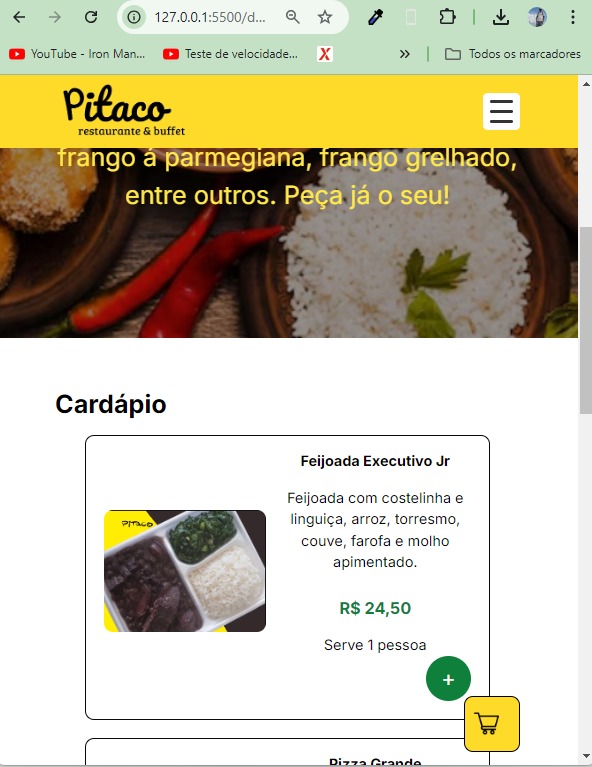 127.0.0.1:5500/d...
YouTube - Iron Man...
Teste de velocidade...
X
»
Todos os marcadores
Pitaco
restaurante & buffet
frango á parmegiana, frango grelhado,
entre outros. Peça já o seu!
Cardápio
Feijoada Executivo Jr
Feijoada com costelinha e
linguiça, arroz, torresmo,
couve, farofa e molho
apimentado.
PITACO
R$ 24,50
Serve 1 pessoa
+
Pizza Grande